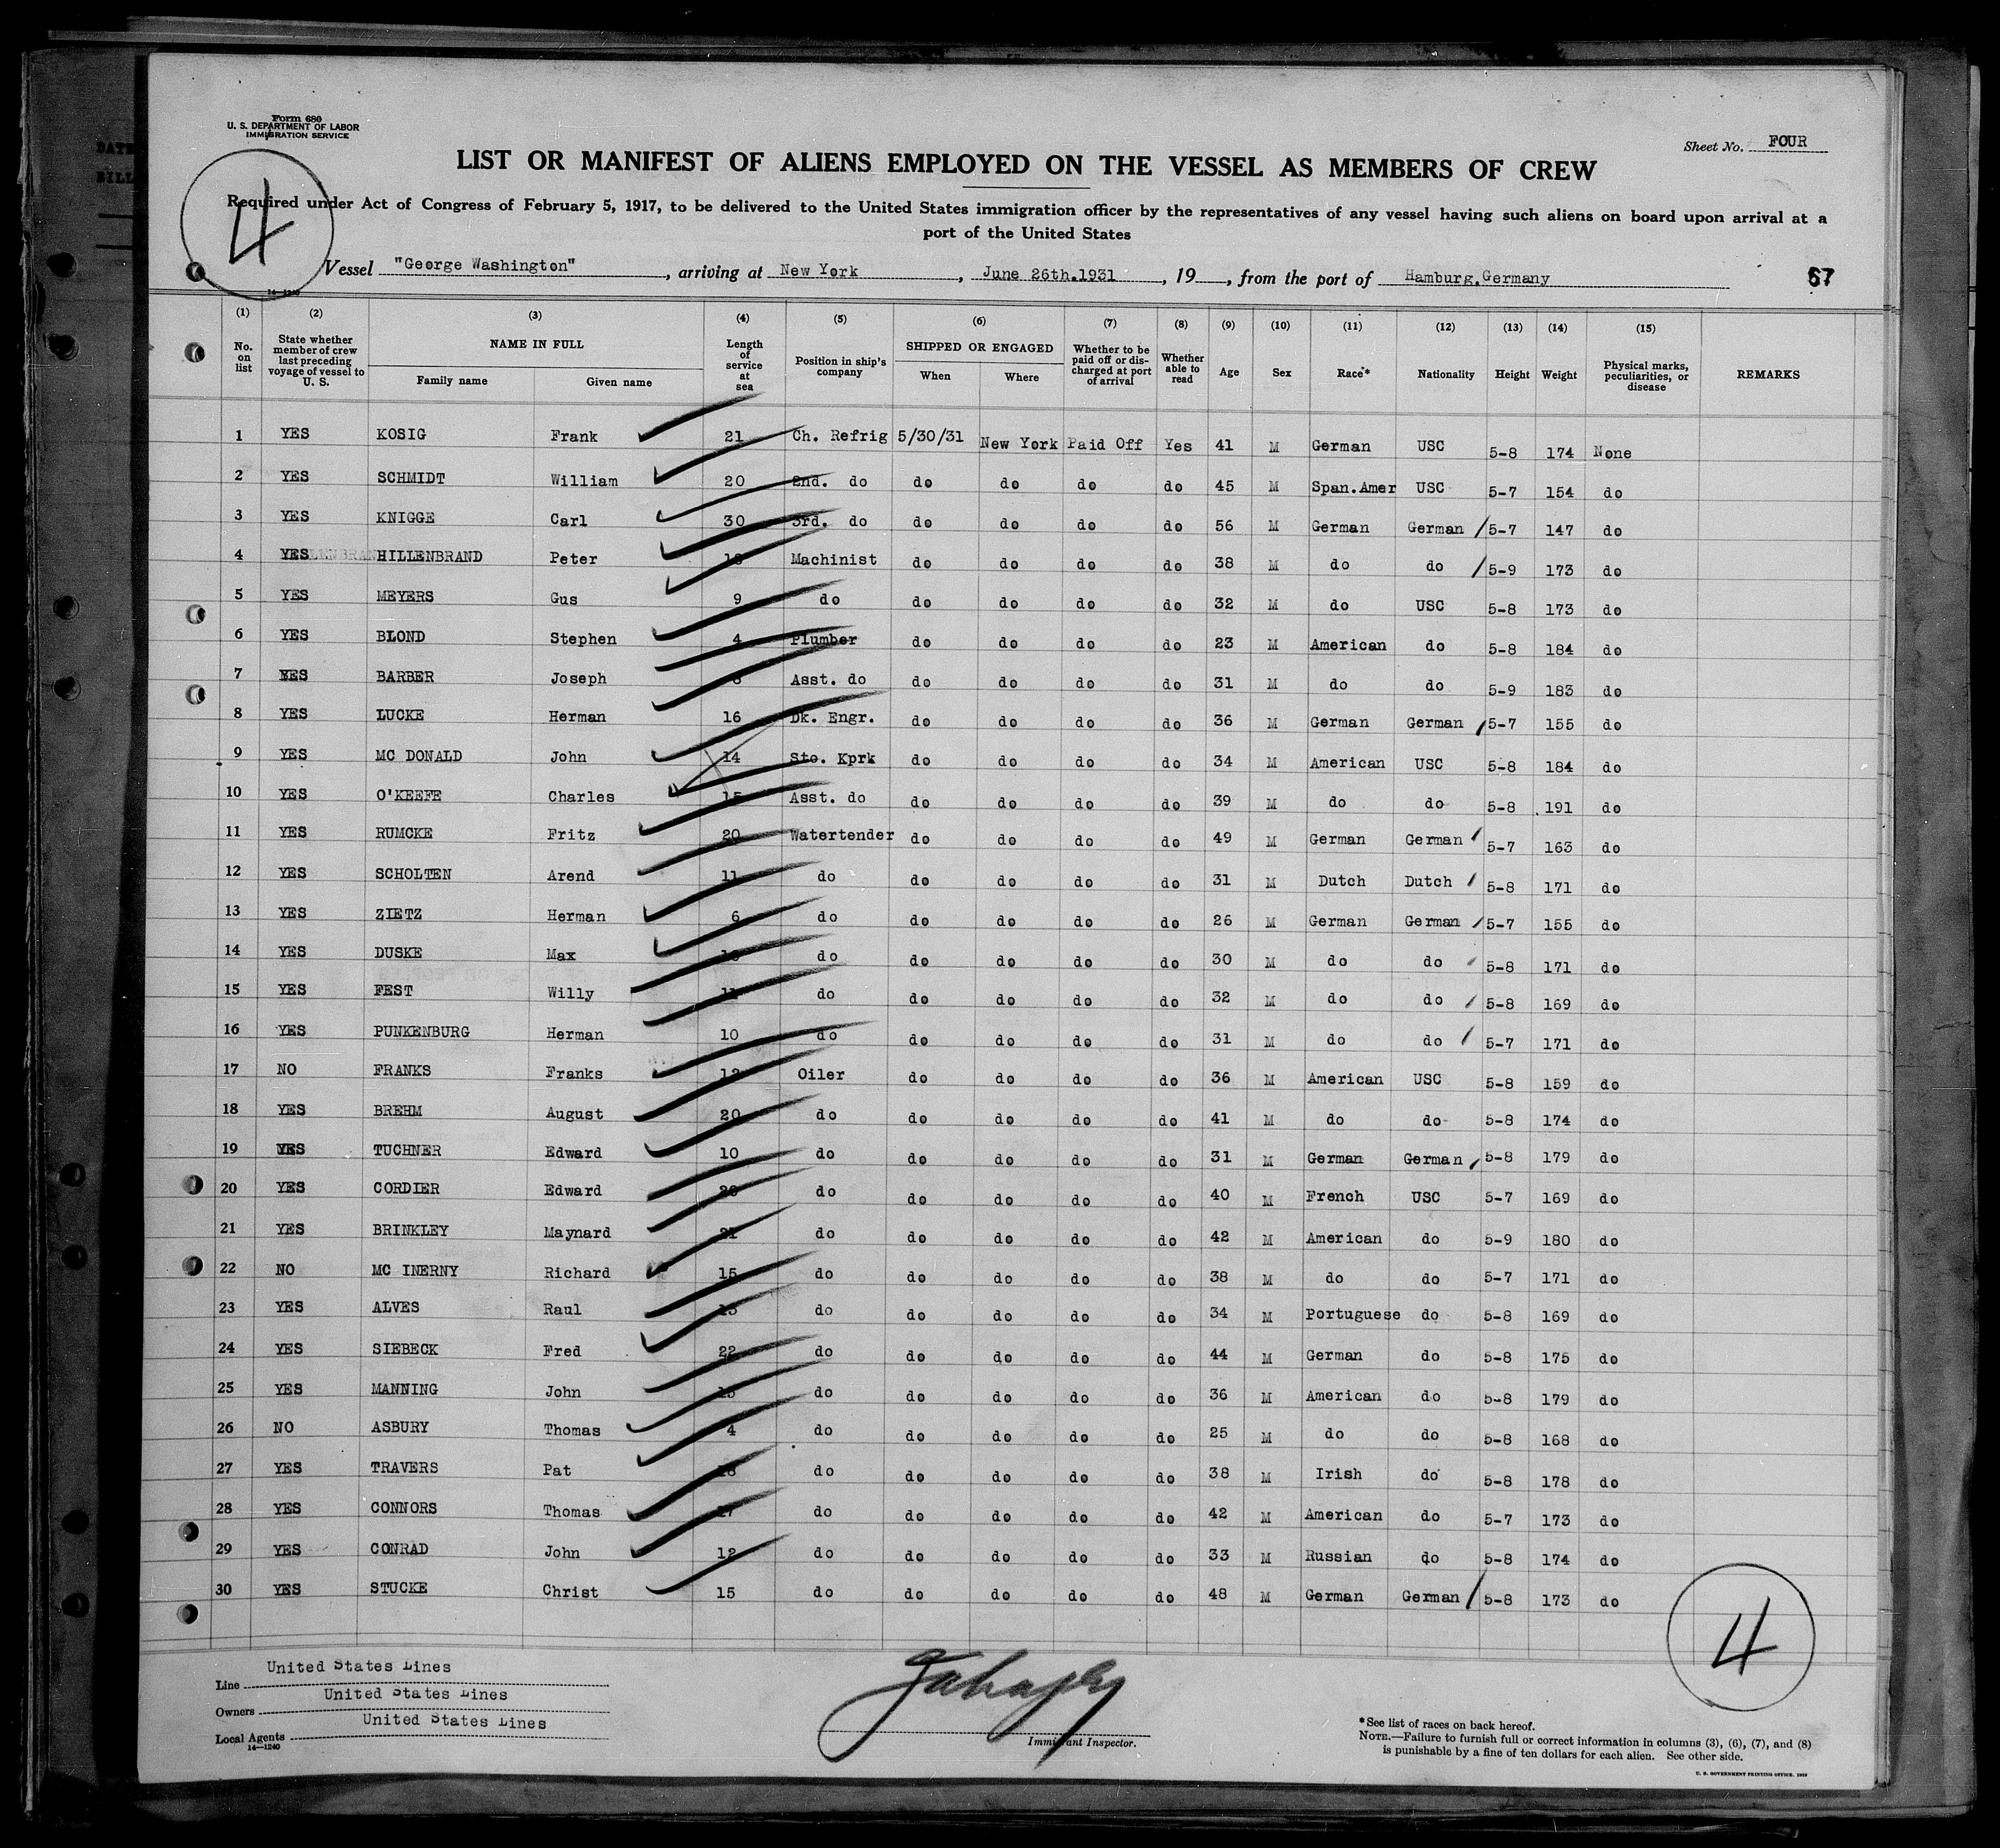 Form 680
U. S. DEPARTMENT OF LABOR
IMMIGRATION SERVICE
Sheet No. FOUR
4
LIST OR MANIFEST OF ALIENS EMPLOYED ON THE VESSEL AS MEMBERS OF CREW
Required under Act of Congress of February 5, 1917, to be delivered to the United States immigration officer by the representatives of any vessel having such aliens on board upon arrival at a
port of the United States
Vessel "George Washington", arriving at New York, June 26th.1931, 19, from the port of Hamburg,Germany 67
14—1240
(1) (2) (3) (4) (5) (6) (7) (8) (9) (10) (11) (12) (13) (14) (15)
No. on list State whether member of crew last preceding voyage of vessel to U. S. NAME IN FULL Family name Given name Length of service at sea Position in ship's company SHIPPED OR ENGAGED When Where Whether to be paid off or discharged at port of arrival Whether able to read Age Sex Race* Nationality Height Weight Physical marks, peculiarities, or disease REMARKS
1 YES KOSIG Frank 21 Ch. Refrig 5/30/31 New York Paid Off Yes 41 M German USC 5-8 174 None
2 YES SCHMIDT William 20 2nd. do do do do do 45 M Span.Amer USC 5-7 154 do
3 YES KNIGGE Carl 30 3rd. do do do do do 56 M German German 5-7 147 do
4 YES HILLENBRAND Peter Machinist do do do do 38 M do do 5-9 173 do
5 YES MEYERS Gus 9 do do do do do 32 M do USC 5-8 173 do
6 YES BLOND Stephen 4 Plumber do do do do 23 M American do 5-8 184 do
7 YES BARBER Joseph Asst. do do do do do 31 M do do 5-9 183 do
8 YES LUCKE Herman 16 Dk. Engr. do do do do 36 M German German 5-7 155 do
9 YES MC DONALD John 14 Sto. Kprk do do do do 34 M American USC 5-8 184 do
10 YES O'KEEFE Charles 15 Asst. do do do do do 39 M do do 5-8 191 do
11 YES RUMCKE Fritz 20 Watertender do do do do 49 M German German 5-7 163 do
12 YES SCHOLTEN Arend 11 do do do do do 31 M Dutch Dutch 5-8 171 do
13 YES ZIETZ Herman 6 do do do do do 26 M German German 5-7 155 do
14 YES DUSKE Max do do do do do 30 M do do 5-8 171 do
15 YES FEST Willy 11 do do do do do 32 M do do 5-8 169 do
16 YES PUNKENBURG Herman 10 do do do do do 31 M do do 5-7 171 do
17 NO FRANKS Franks Oiler do do do do 36 M American USC 5-8 159 do
18 YES BREHM August 20 do do do do do 41 M do do 5-8 174 do
19 YES TUCHNER Edward 10 do do do do do 31 M German German 5-8 179 do
20 YES CORDIER Edward do do do do do 40 M French USC 5-7 169 do
21 YES BRINKLEY Maynard 21 do do do do do 42 M American do 5-9 180 do
22 NO MC INERNY Richard 15 do do do do do 38 M do do 5-7 171 do
23 YES ALVES Raul do do do do do 34 M Portuguese do 5-8 169 do
24 YES SIEBECK Fred 22 do do do do do 44 M German do 5-8 175 do
25 YES MANNING John do do do do do 36 M American do 5-8 179 do
26 NO ASBURY Thomas 4 do do do do do 25 M do do 5-8 168 do
27 YES TRAVERS Pat do do do do do 38 M Irish do 5-8 178 do
28 YES CONNORS Thomas 17 do do do do do 42 M American do 5-7 173 do
29 YES CONRAD John 12 do do do do do 33 M Russian do 5-8 174 do
30 YES STUCKE Christ 15 do do do do do 48 M German German 5-8 173 do
4
Line United States Lines
Owners United States Lines
Local Agents United States Lines
14—1240
Immigrant Inspector.
*See list of races on back hereof.
NOTE.—Failure to furnish full or correct information in columns (3), (6), (7), and (8)
is punishable by a fine of ten dollars for each alien. See other side.
U. S. GOVERNMENT PRINTING OFFICE.